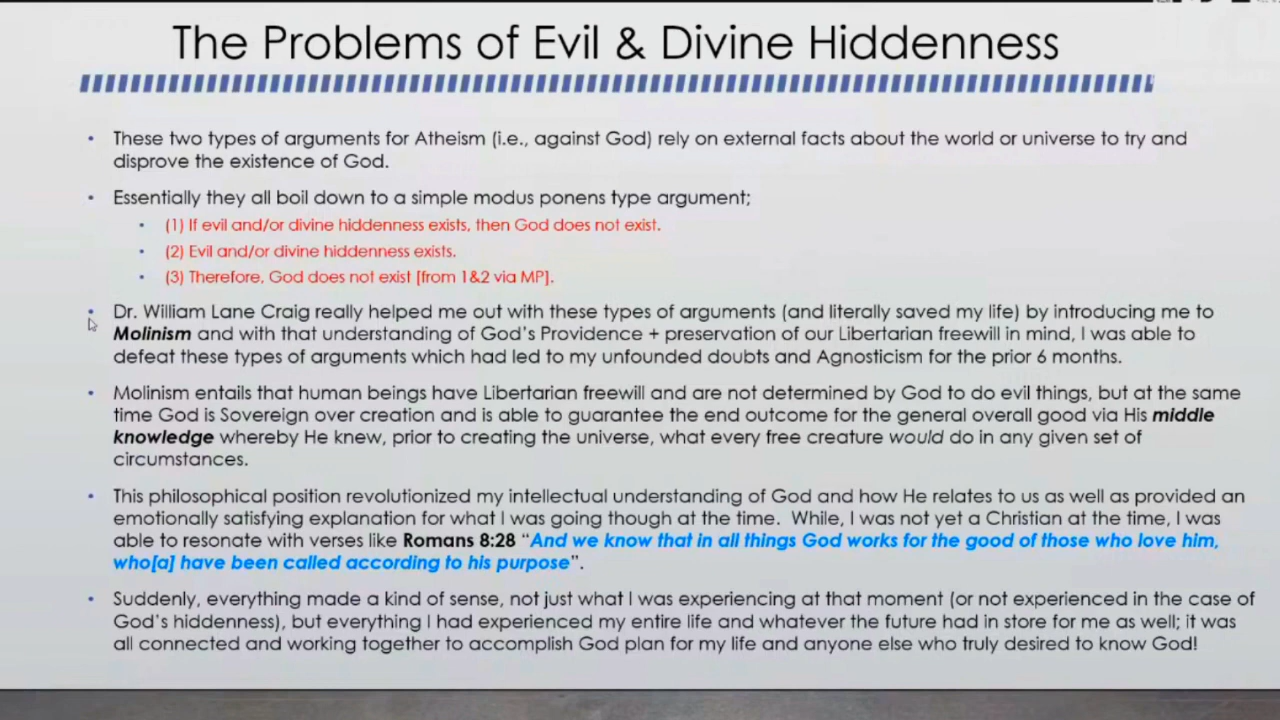 The Problems of Evil & Divine Hiddenness
• These two types of arguments for Atheism (i.e., against God) rely on external facts about the world or universe to try and
disprove the existence of God.
• Essentially they all boil down to a simple modus ponens type argument;
• (1) If evil and/or divine hiddenness exists, then God does not exist.
• (2) Evil and/or divine hiddenness exists.
• (3) Therefore, God does not exist [from 1&2 via MP].
• Dr. William Lane Craig really helped me out with these types of arguments (and literally saved my life) by introducing me to
Molinism and with that understanding of God's Providence + preservation of our Libertarian freewill in mind, I was able to
defeat these types of arguments which had led to my unfounded doubts and Agnosticism for the prior 6 months.
• Molinism entails that human beings have Libertarian freewill and are not determined by God to do evil things, but at the same
time God is Sovereign over creation and is able to guarantee the end outcome for the general overall good via His middle
knowledge whereby He knew, prior to creating the universe, what every free creature would do in any given set of
circumstances.
• This philosophical position revolutionized my intellectual understanding of God and how He relates to us as well as provided an
emotionally satisfying explanation for what I was going though at the time. While, I was not yet a Christian at the time, I was
able to resonate with verses like Romans 8:28 "And we know that in all things God works for the good of those who love him,
who[a] have been called according to his purpose".
• Suddenly, everything made a kind of sense, not just what I was experiencing at that moment (or not experienced in the case of
God's hiddenness), but everything I had experienced my entire life and whatever the future had in store for me as well; it was
all connected and working together to accomplish God plan for my life and anyone else who truly desired to know God!